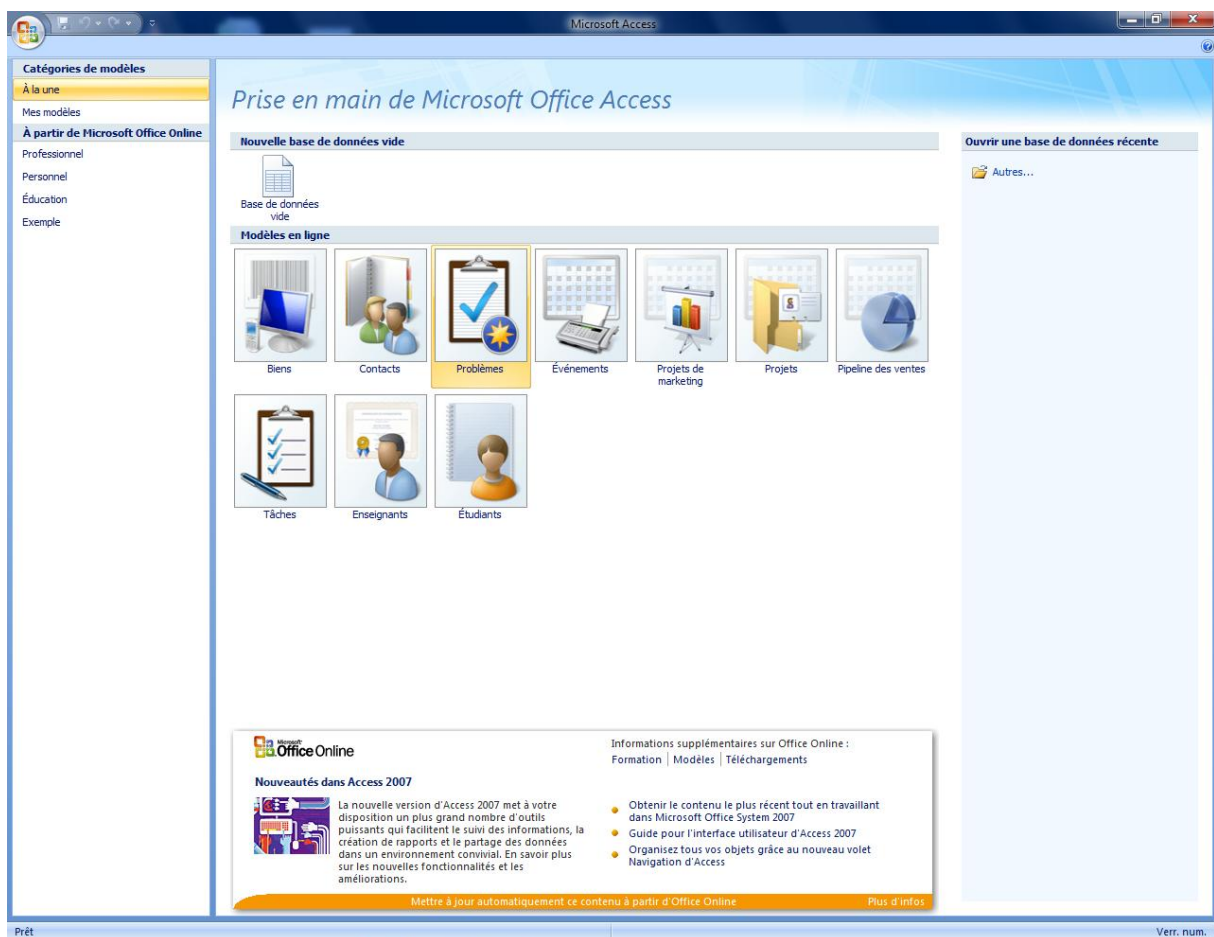 Microsoft Access
Catégories de modèles
À la une
Mes modèles
À partir de Microsoft Office Online
Professionnel
Personnel
Éducation
Exemple
Prise en main de Microsoft Office Access
Nouvelle base de données vide
Base de données
vide
Modèles en ligne
Biens
Contacts
Problèmes
Événements
Projets de
marketing
Projets
Pipeline des ventes
Tâches
Enseignants
Étudiants
Ouvrir une base de données récente
Autres...
Microsoft
Office Online
Nouveautés dans Access 2007
La nouvelle version d'Access 2007 met à votre
disposition un plus grand nombre d'outils
puissants qui facilitent le suivi des informations, la
création de rapports et le partage des données
dans un environnement convivial. En savoir plus
sur les nouvelles fonctionnalités et les
améliorations.
Informations supplémentaires sur Office Online :
Formation | Modèles | Téléchargements
Obtenir le contenu le plus récent tout en travaillant
dans Microsoft Office System 2007
Guide pour l'interface utilisateur d'Access 2007
Organisez tous vos objets grâce au nouveau volet
Navigation d'Access
Mettre à jour automatiquement ce contenu à partir d'Office Online
Plus d'infos
Prêt
Verr. num.